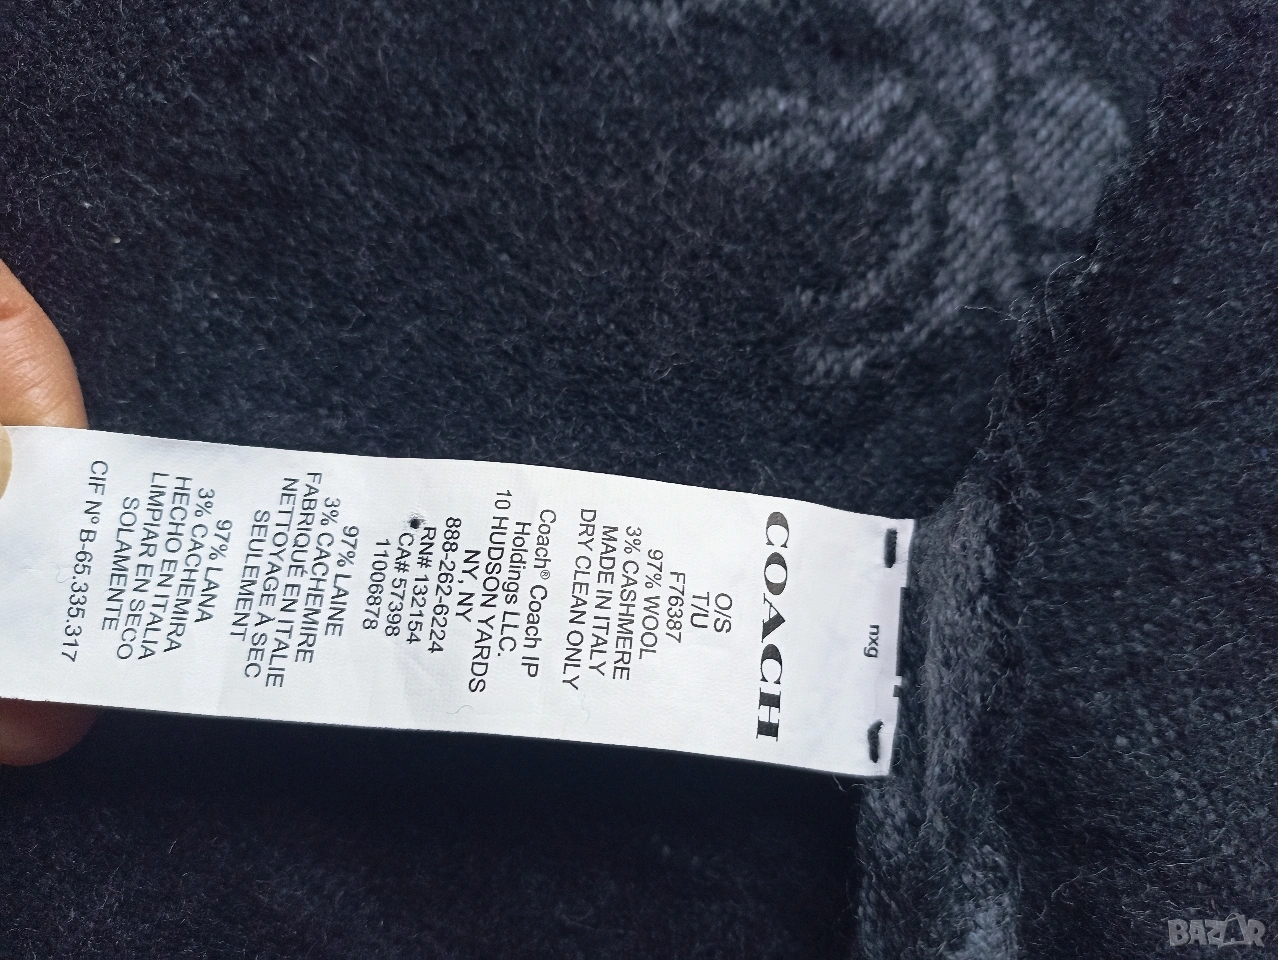 nxg
COACH
O/S
T/U
F76387
97% WOOL
3% CASHMERE
MADE IN ITALY
DRY CLEAN ONLY
Coach® Coach IP
Holdings LLC.
10 HUDSON YARDS
NY, NY
888-262-6224
RN# 132154
CA# 57398
11006878
97% LAINE
3% CACHEMIRE
FABRIQUÉ EN ITALIE
NETTOYAGE À SEC
SEULEMENT
97% LANA
3% CACHEMIRA
HECHO EN ITALIA
LIMPIAR EN SECO
SOLAMENTE
CIF Nº B-65.335.317
BAZAR